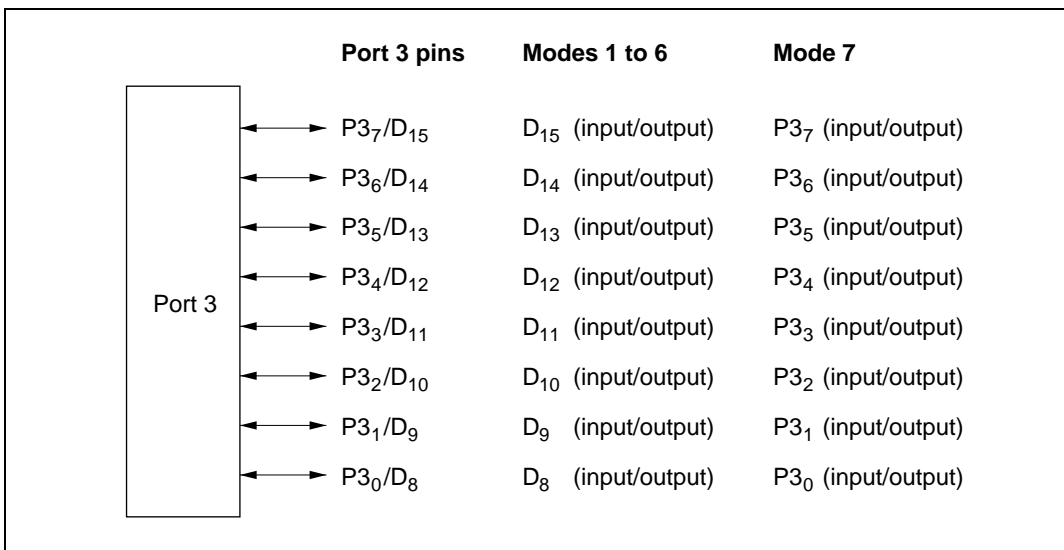 Port 3 pins Modes 1 to 6 Mode 7
P3₇/D₁₅ D₁₅ (input/output) P3₇ (input/output)
P3₆/D₁₄ D₁₄ (input/output) P3₆ (input/output)
P3₅/D₁₃ D₁₃ (input/output) P3₅ (input/output)
P3₄/D₁₂ D₁₂ (input/output) P3₄ (input/output)
Port 3
P3₃/D₁₁ D₁₁ (input/output) P3₃ (input/output)
P3₂/D₁₀ D₁₀ (input/output) P3₂ (input/output)
P3₁/D₉ D₉ (input/output) P3₁ (input/output)
P3₀/D₈ D₈ (input/output) P3₀ (input/output)